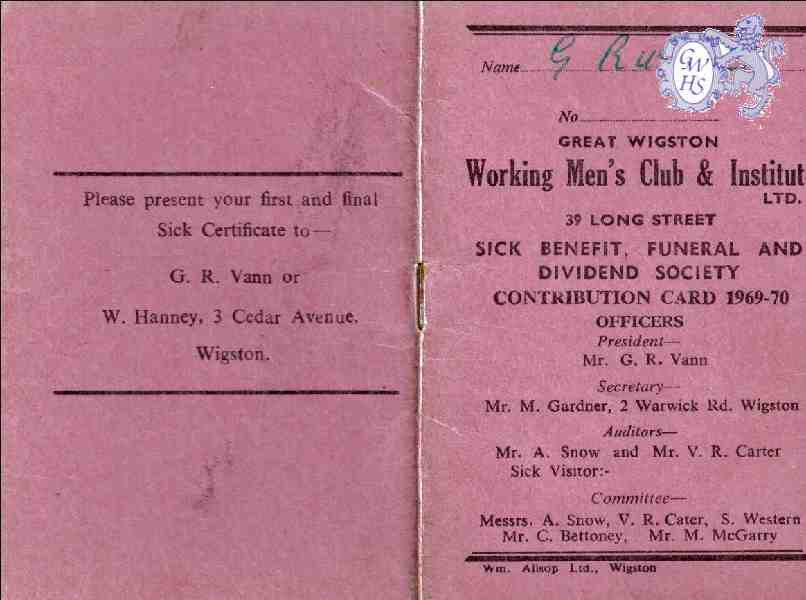 Please present your first and final
Sick Certificate to—
G. R. Vann or
W. Hanney, 3 Cedar Avenue,
Wigston.
Name G
No
GREAT WIGSTON
Working Men's Club & Institut
LTD.
39 LONG STREET
SICK BENEFIT, FUNERAL AND
DIVIDEND SOCIETY
CONTRIBUTION CARD 1969-70
OFFICERS
President—
Mr. G. R. Vann
Secretary—
Mr. M. Gardner, 2 Warwick Rd. Wigston
Auditors—
Mr. A. Snow and Mr. V. R. Carter
Sick Visitor:-
Committee—
Messrs. A. Snow, V. R. Cater, S. Western
Mr. C. Bettoney, Mr. M. McGarry
Wm. Allsop Ltd., Wigston
GW
HS